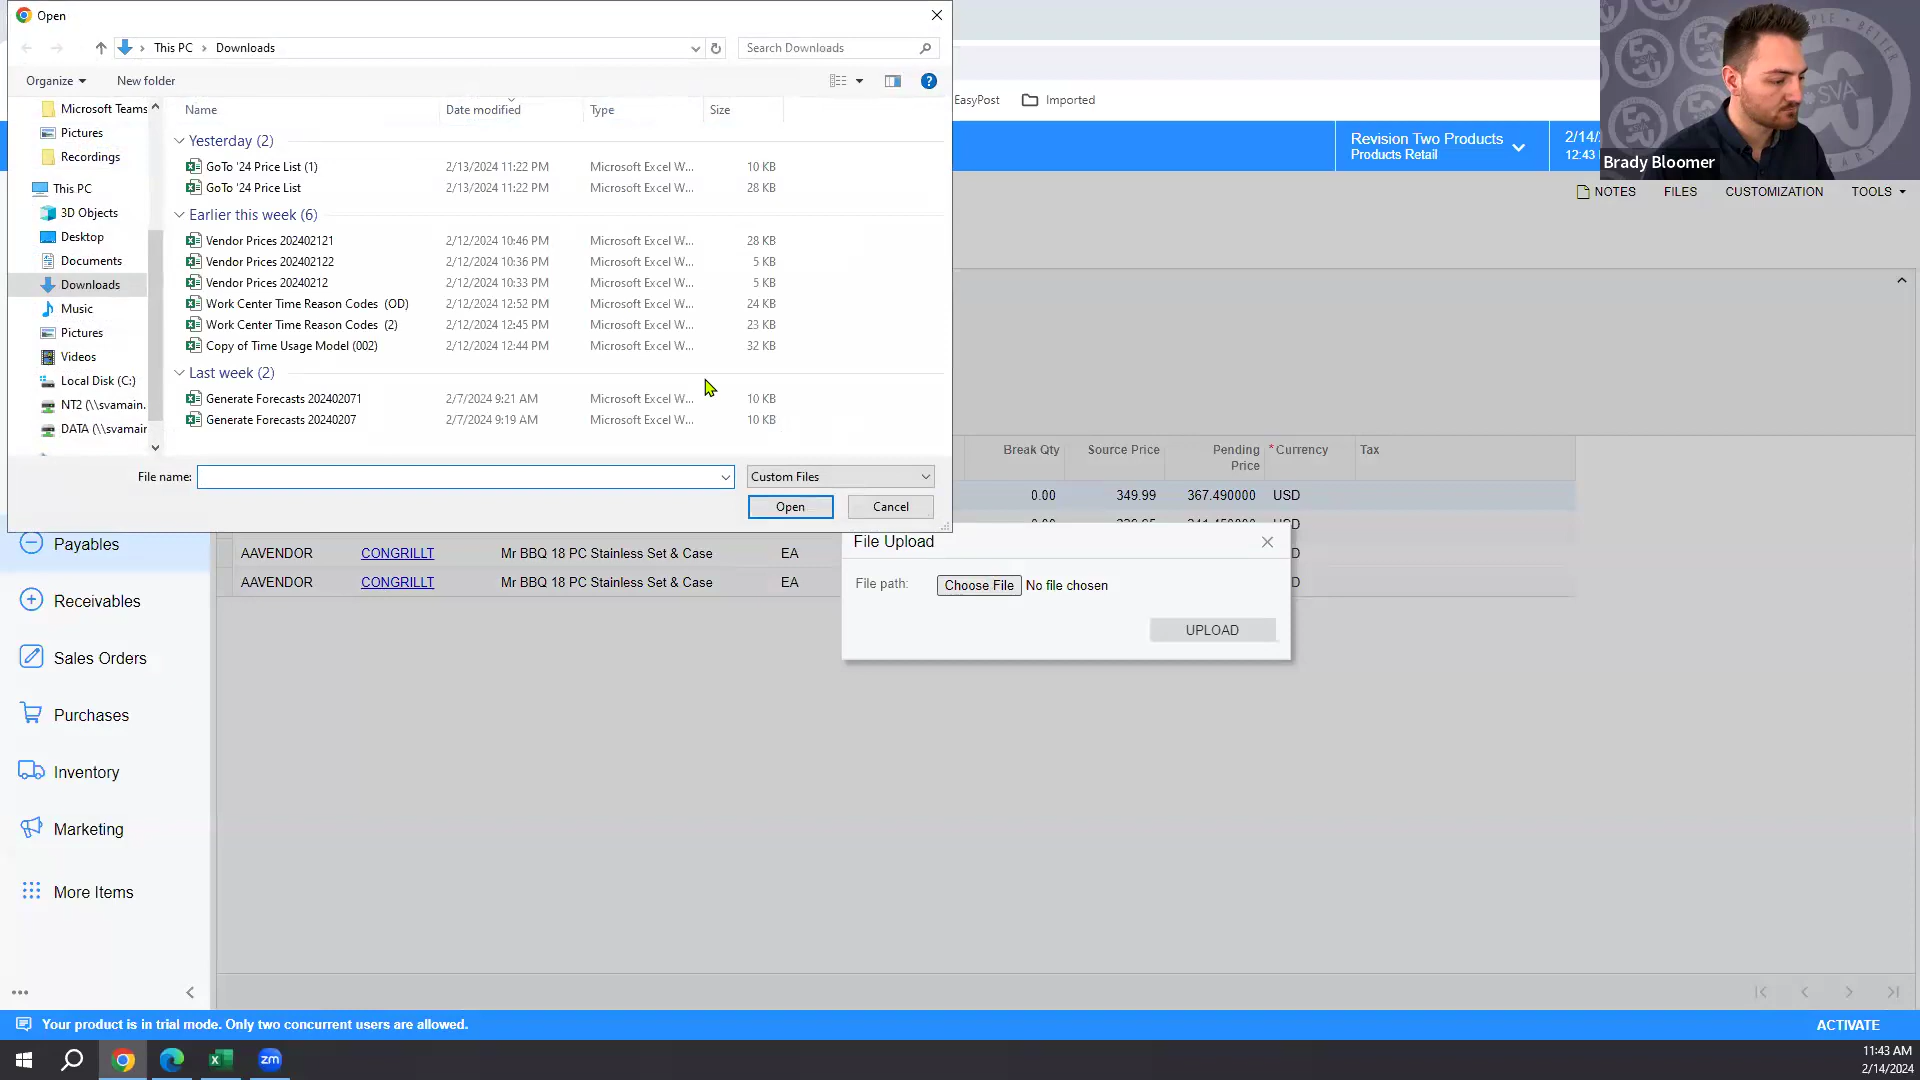 Open
This PC
Downloads
Search Downloads
Organize
New folder
Microsoft Teams
Pictures
Recordings
This PC
3D Objects
Desktop
Documents
Downloads
Music
Pictures
Videos
Local Disk (C:)
NT2 (\\svamain.
DATA (\\svamair
Name Date modified Type Size
Yesterday (2)
GoTo '24 Price List (1) 2/13/2024 11:22 PM Microsoft Excel W... 10 KB
GoTo '24 Price List 2/13/2024 11:22 PM Microsoft Excel W... 28 KB
Earlier this week (6)
Vendor Prices 202402121 2/12/2024 10:46 PM Microsoft Excel W... 28 KB
Vendor Prices 202402122 2/12/2024 10:36 PM Microsoft Excel W... 5 KB
Vendor Prices 20240212 2/12/2024 10:33 PM Microsoft Excel W... 5 KB
Work Center Time Reason Codes (OD) 2/12/2024 12:52 PM Microsoft Excel W... 24 KB
Work Center Time Reason Codes (2) 2/12/2024 12:45 PM Microsoft Excel W... 23 KB
Copy of Time Usage Model (002) 2/12/2024 12:44 PM Microsoft Excel W... 32 KB
Last week (2)
Generate Forecasts 202402071 2/7/2024 9:21 AM Microsoft Excel W... 10 KB
Generate Forecasts 20240207 2/7/2024 9:19 AM Microsoft Excel W... 10 KB
File name:
Custom Files
Open
Cancel
EasyPost
Imported
Revision Two Products
Products Retail
2/14/
12:43
SVA
Brady Bloomer
NOTES FILES CUSTOMIZATION TOOLS
Break Qty Source Price Pending Price * Currency Tax
0.00 349.99 367.490000 USD
AAVENDOR CONGRILLT Mr BBQ 18 PC Stainless Set & Case EA
AAVENDOR CONGRILLT Mr BBQ 18 PC Stainless Set & Case EA
File Upload
File path: Choose File No file chosen
UPLOAD
Payables
Receivables
Sales Orders
Purchases
Inventory
Marketing
More Items
Your product is in trial mode. Only two concurrent users are allowed.
ACTIVATE
zm
11:43 AM
2/14/2024